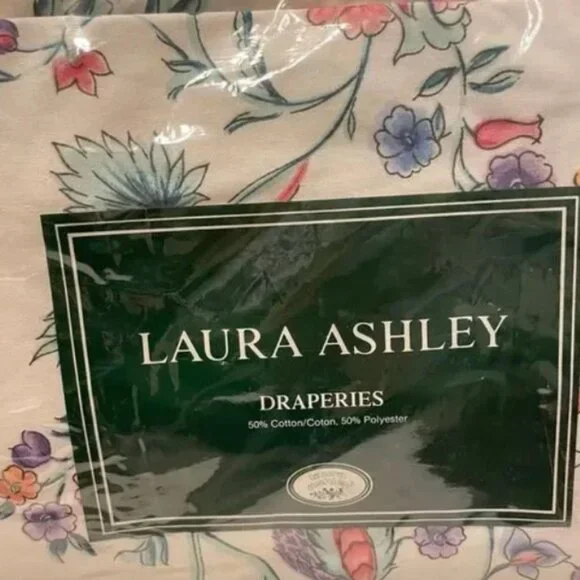 LAURA ASHLEY
DRAPERIES
50% Cotton/Coton, 50% Polyester